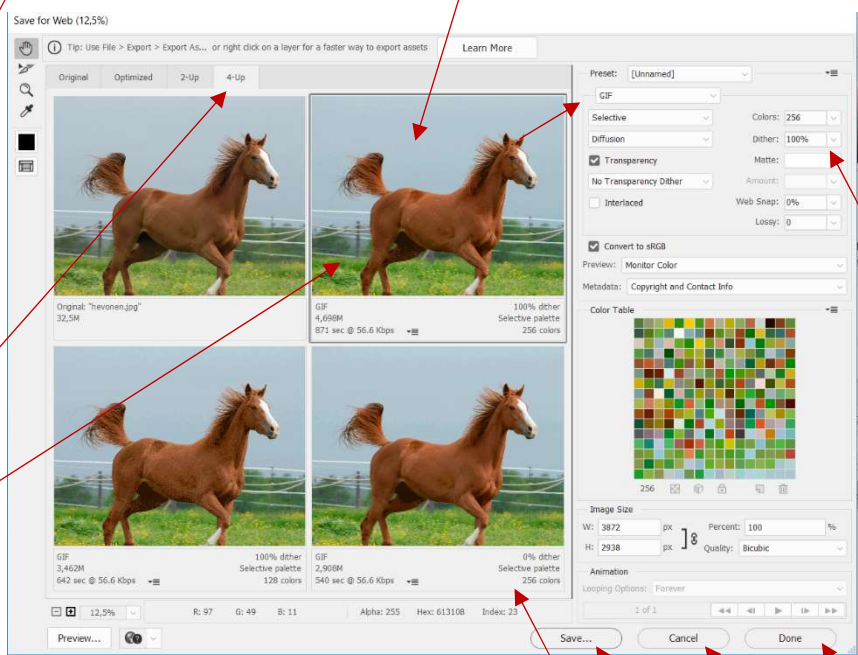 Save for Web (12,5%)
Tip: Use File > Export > Export As... or right click on a layer for a faster way to export assets
Learn More
Original Optimized 2-Up 4-Up
Original: "hevonen.jpg"
32,5M
GIF 100% dither
4,698M Selective palette
871 sec @ 56.6 Kbps 256 colors
GIF 100% dither
3,462M Selective palette
642 sec @ 56.6 Kbps 128 colors
GIF 0% dither
2,908M Selective palette
540 sec @ 56.6 Kbps 256 colors
Preset: [Unnamed]
GIF
Selective Colors: 256
Diffusion Dither: 100%
Transparency Matte:
No Transparency Dither Amount:
Interlaced Web Snap: 0%
Lossy: 0
Convert to sRGB
Preview: Monitor Color
Metadata: Copyright and Contact Info
Color Table
256
Image Size
W: 3872 px Percent: 100 %
H: 2938 px Quality: Bicubic
Animation
Looping Options: Forever
1 of 1
12,5% R: 97 G: 49 B: 11 Alpha: 255 Hex: 61310B Index: 23
Preview... Save... Cancel Done